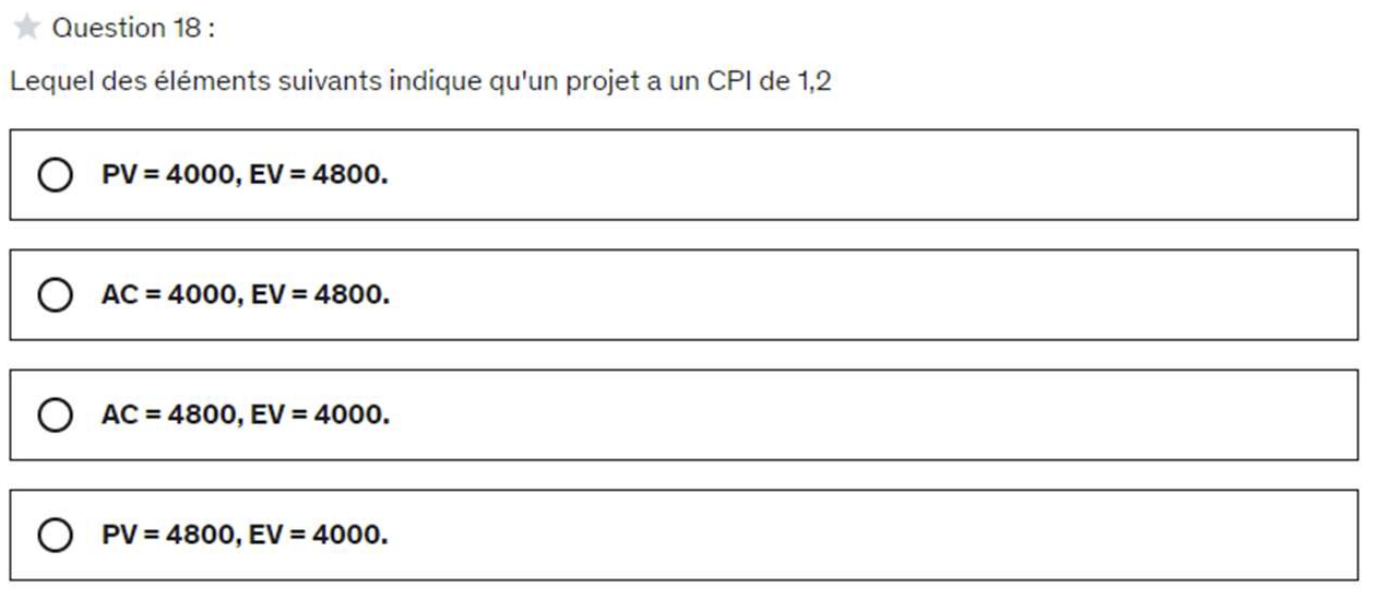 Question 18 :
Lequel des éléments suivants indique qu'un projet a un CPI de 1,2
PV = 4000, EV = 4800.
AC = 4000, EV = 4800.
AC = 4800, EV = 4000.
PV = 4800, EV = 4000.